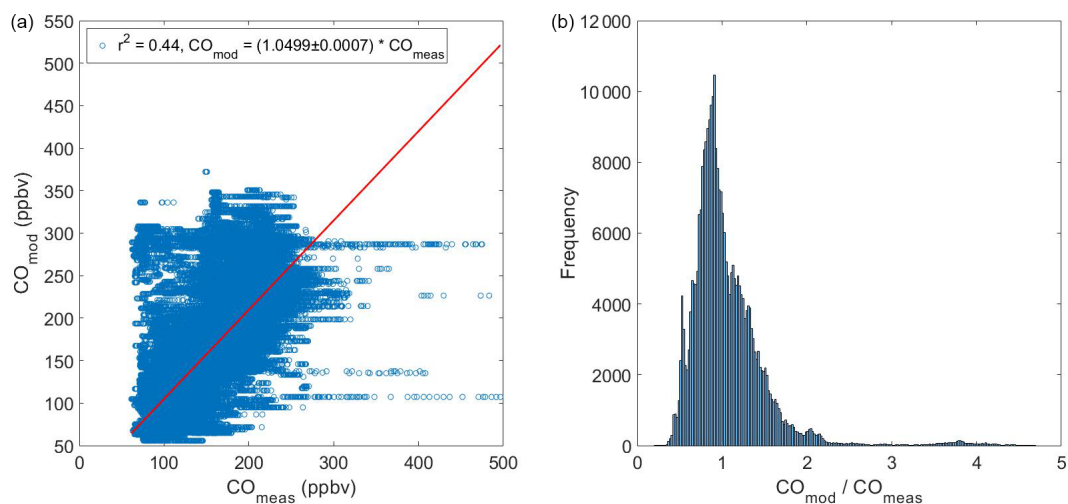 (a)
550
500
450
400
350
300
250
200
150
100
50
0 100 200 300 400 500
CO_mod (ppbv)
CO_meas (ppbv)
r² = 0.44, CO_mod = (1.0499±0.0007) * CO_meas
(b)
12 000
10 000
8000
6000
4000
2000
0
0 1 2 3 4 5
Frequency
CO_mod / CO_meas